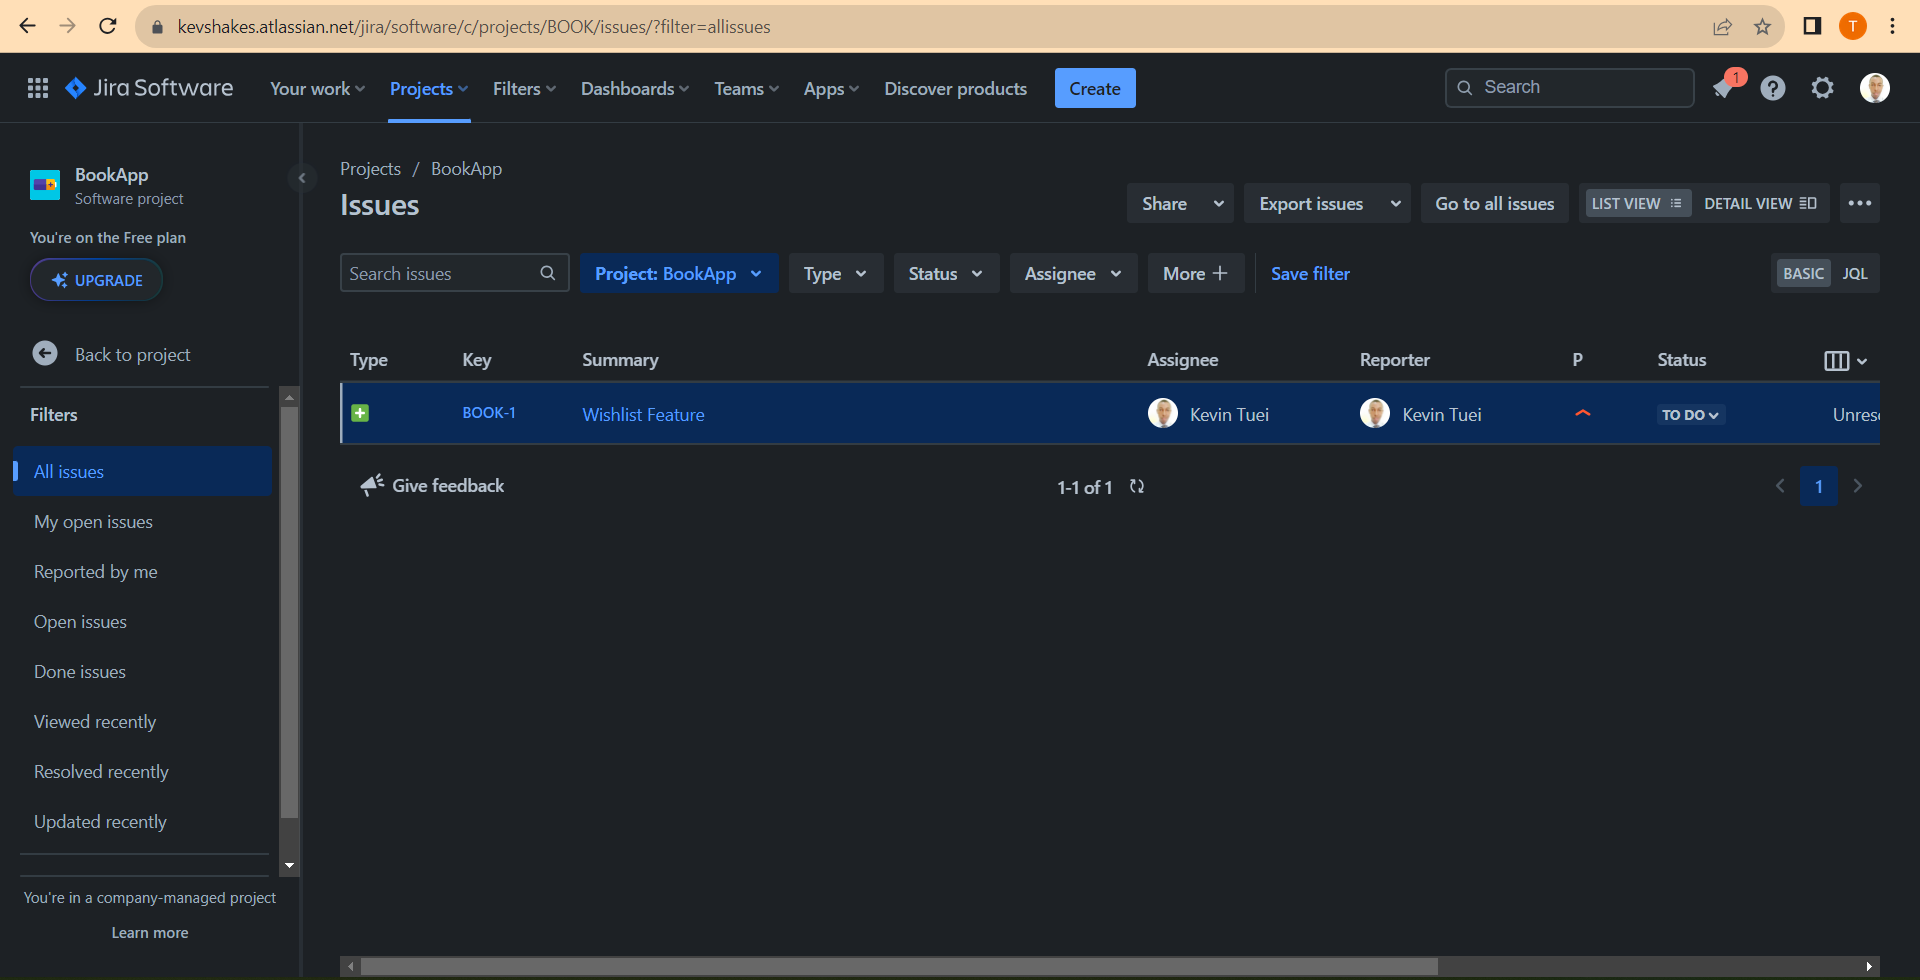 kevshakes.atlassian.net/jira/software/c/projects/BOOK/issues/?filter=allissues
T
Jira Software Your work Projects Filters Dashboards Teams Apps Discover products Create Search 1
BookApp
Software project
You're on the Free plan
UPGRADE
Back to project
Filters
All issues
My open issues
Reported by me
Open issues
Done issues
Viewed recently
Resolved recently
Updated recently
You're in a company-managed project
Learn more
Projects / BookApp
Issues
Share Export issues Go to all issues LIST VIEW DETAIL VIEW
Search issues Project: BookApp Type Status Assignee More Save filter BASIC JQL
Type Key Summary Assignee Reporter P Status
BOOK-1 Wishlist Feature Kevin Tuei Kevin Tuei TO DO Unres
Give feedback 1-1 of 1 1